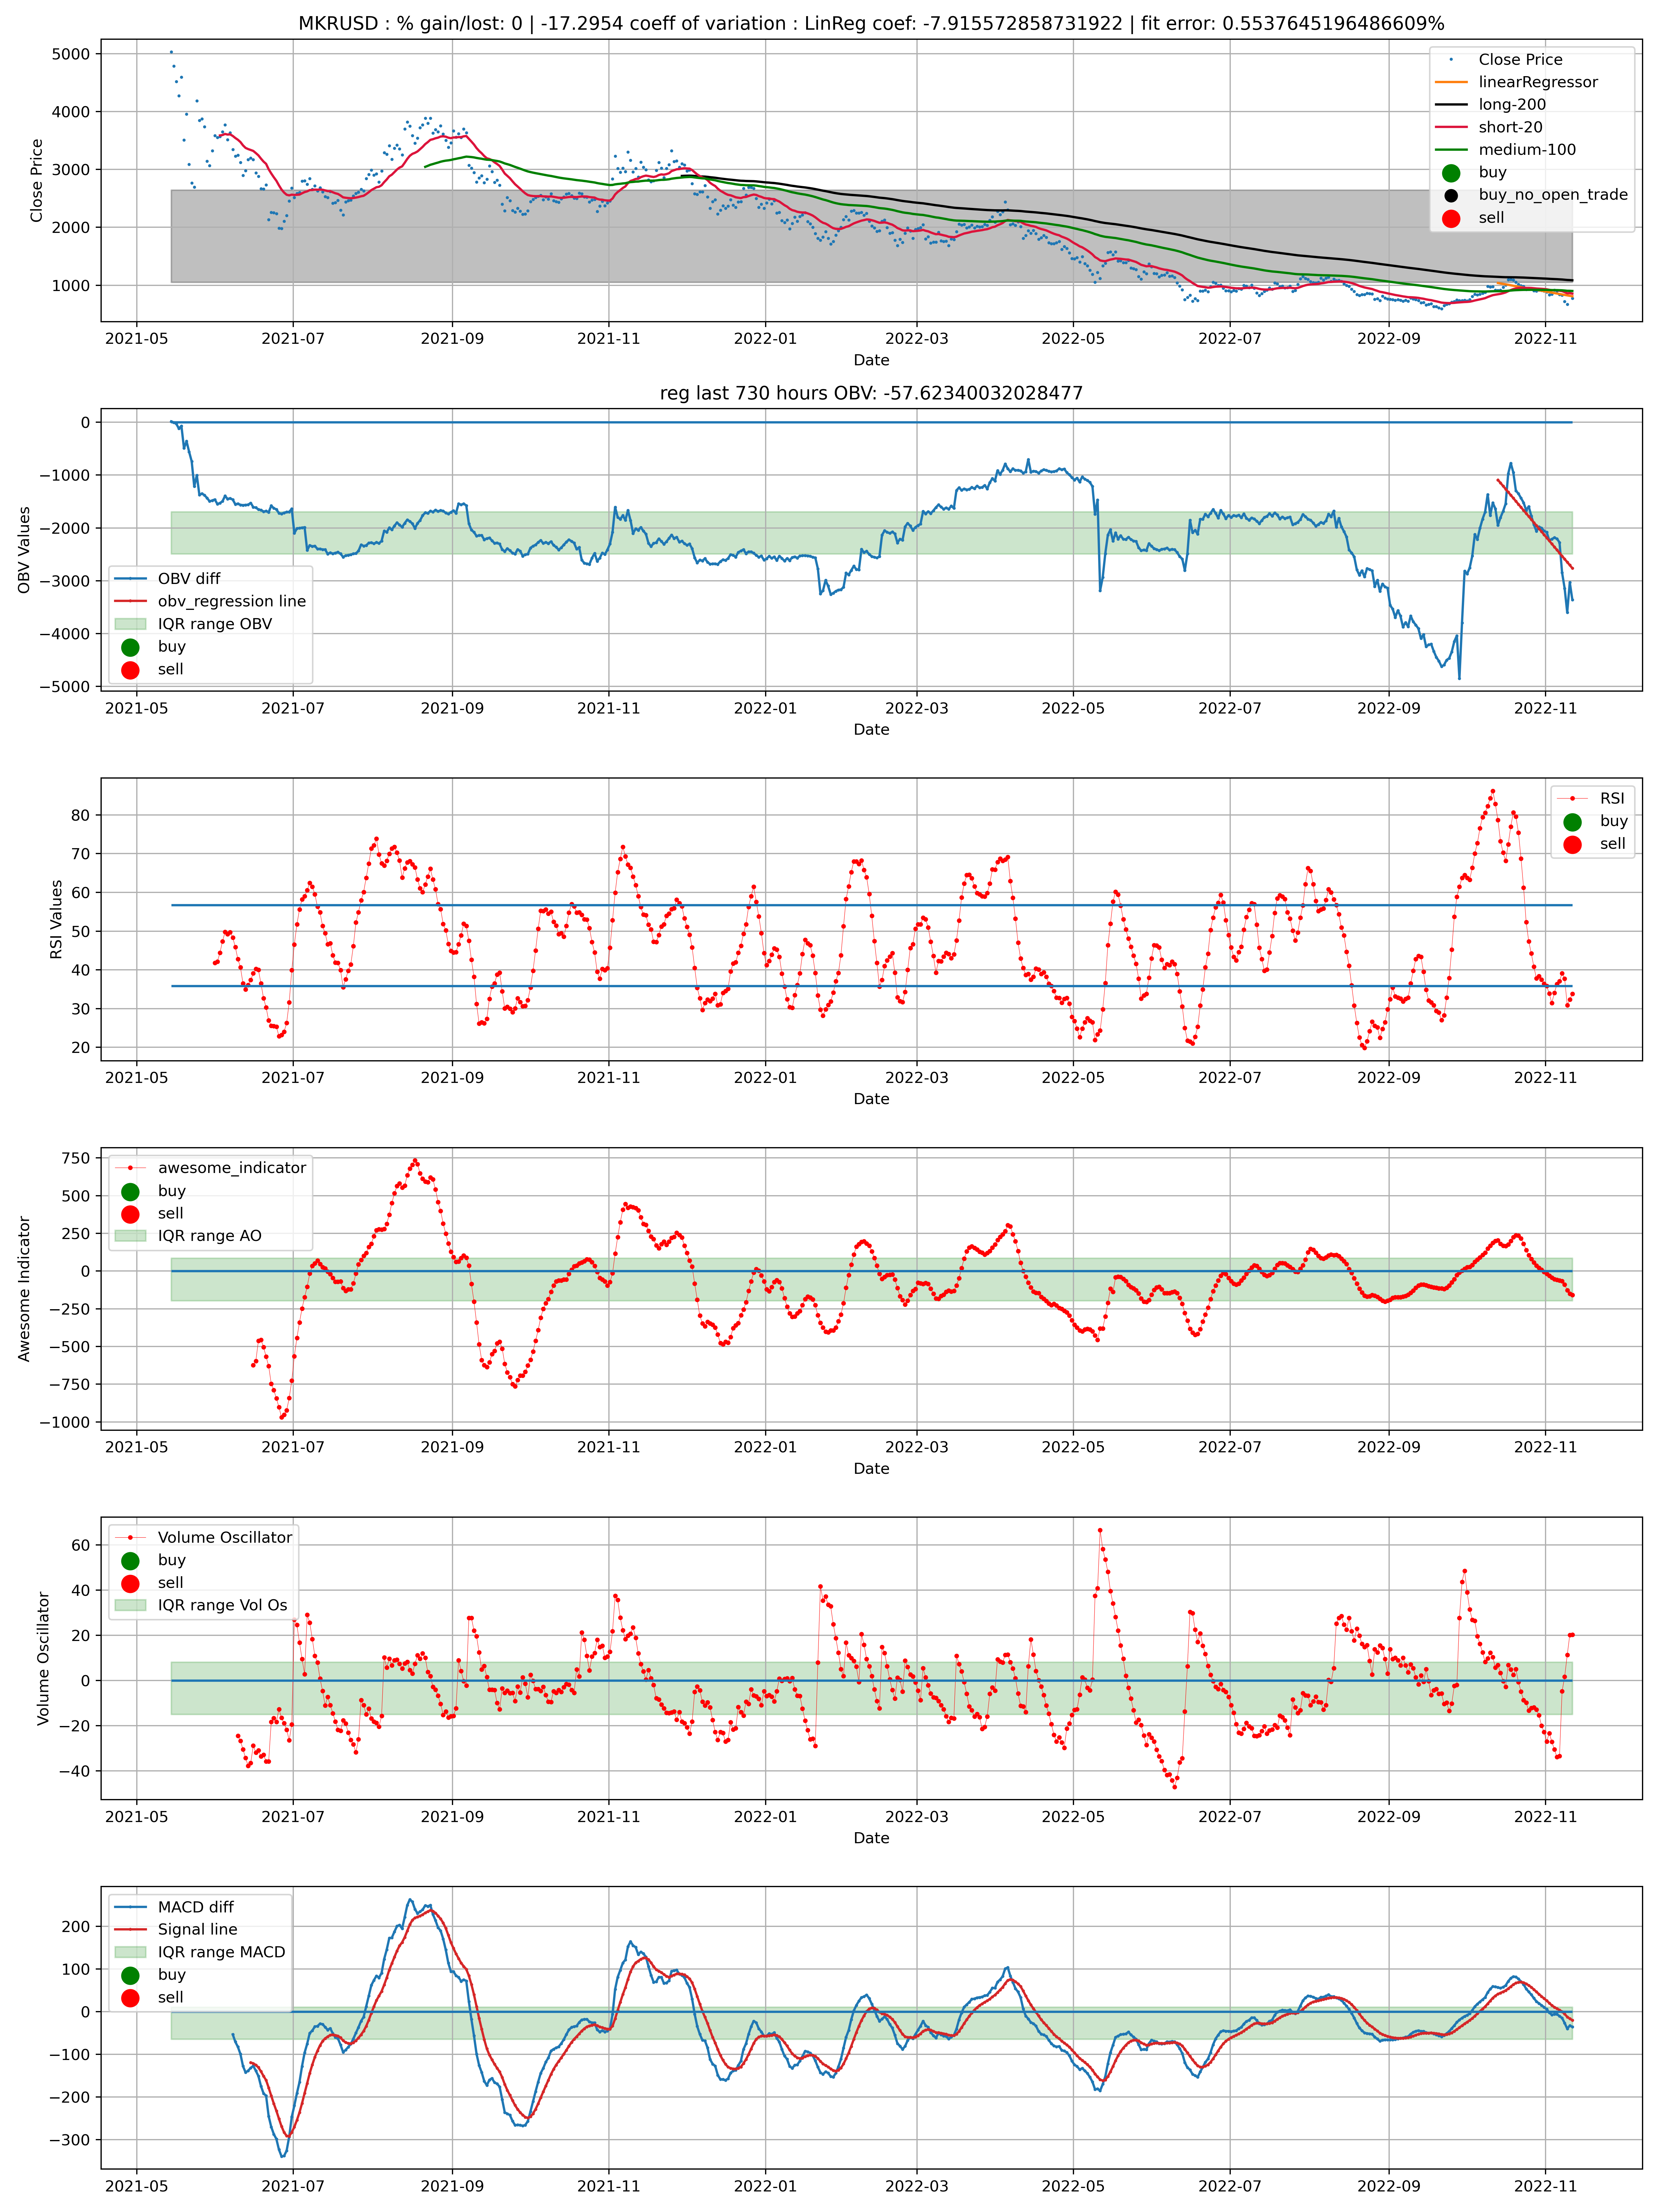 MKRUSD : % gain/lost: 0 | -17.2954 coeff of variation : LinReg coef: -7.915572858731922 | fit error: 0.5537645196486609%
Close Price
5000
4000
3000
2000
1000
Close Price
linearRegressor
long-200
short-20
medium-100
buy
buy_no_open_trade
sell
2021-05 2021-07 2021-09 2021-11 2022-01 2022-03 2022-05 2022-07 2022-09 2022-11
Date
reg last 730 hours OBV: -57.62340032028477
OBV Values
0
−1000
−2000
−3000
−4000
−5000
OBV diff
obv_regression line
IQR range OBV
buy
sell
2021-05 2021-07 2021-09 2021-11 2022-01 2022-03 2022-05 2022-07 2022-09 2022-11
Date
RSI Values
80
70
60
50
40
30
20
RSI
buy
sell
2021-05 2021-07 2021-09 2021-11 2022-01 2022-03 2022-05 2022-07 2022-09 2022-11
Date
Awesome Indicator
750
500
250
0
−250
−500
−750
−1000
awesome_indicator
buy
sell
IQR range AO
2021-05 2021-07 2021-09 2021-11 2022-01 2022-03 2022-05 2022-07 2022-09 2022-11
Date
Volume Oscillator
60
40
20
0
−20
−40
Volume Oscillator
buy
sell
IQR range Vol Os
2021-05 2021-07 2021-09 2021-11 2022-01 2022-03 2022-05 2022-07 2022-09 2022-11
Date
200
100
0
−100
−200
−300
MACD diff
Signal line
IQR range MACD
buy
sell
2021-05 2021-07 2021-09 2021-11 2022-01 2022-03 2022-05 2022-07 2022-09 2022-11